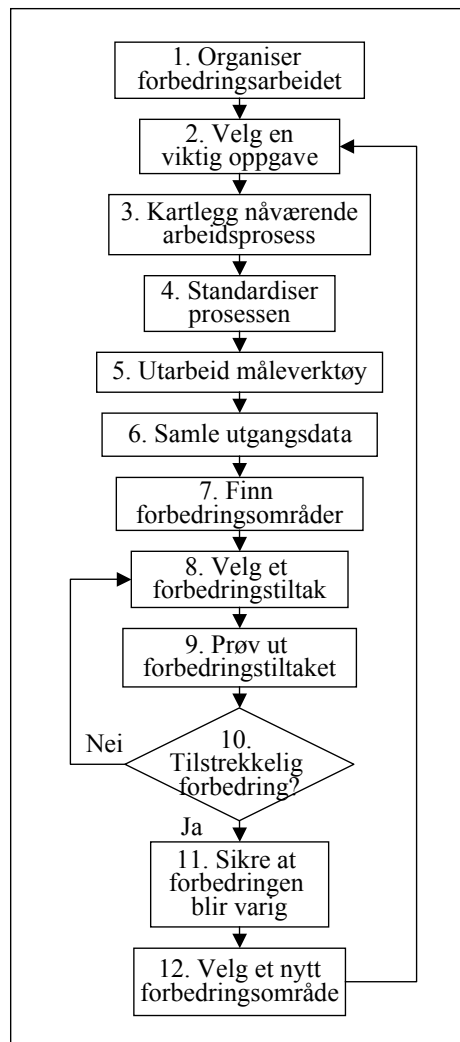 1. Organiser
forbedringsarbeidet
2. Velg en
viktig oppgave
3. Kartlegg nåværende
arbeidsprosess
4. Standardiser
prosessen
5. Utarbeid måleverktøy
6. Samle utgangsdata
7. Finn
forbedringsområder
8. Velg et
forbedringstiltak
9. Prøv ut
forbedringstiltaket
Nei
10.
Tilstrekkelig
forbedring?
Ja
11. Sikre at
forbedringen
blir varig
12. Velg et nytt
forbedringsområde